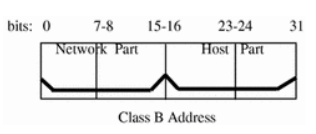 bits: 0 7-8 15-16 23-24 31
Network Part Host Part
Class B Address